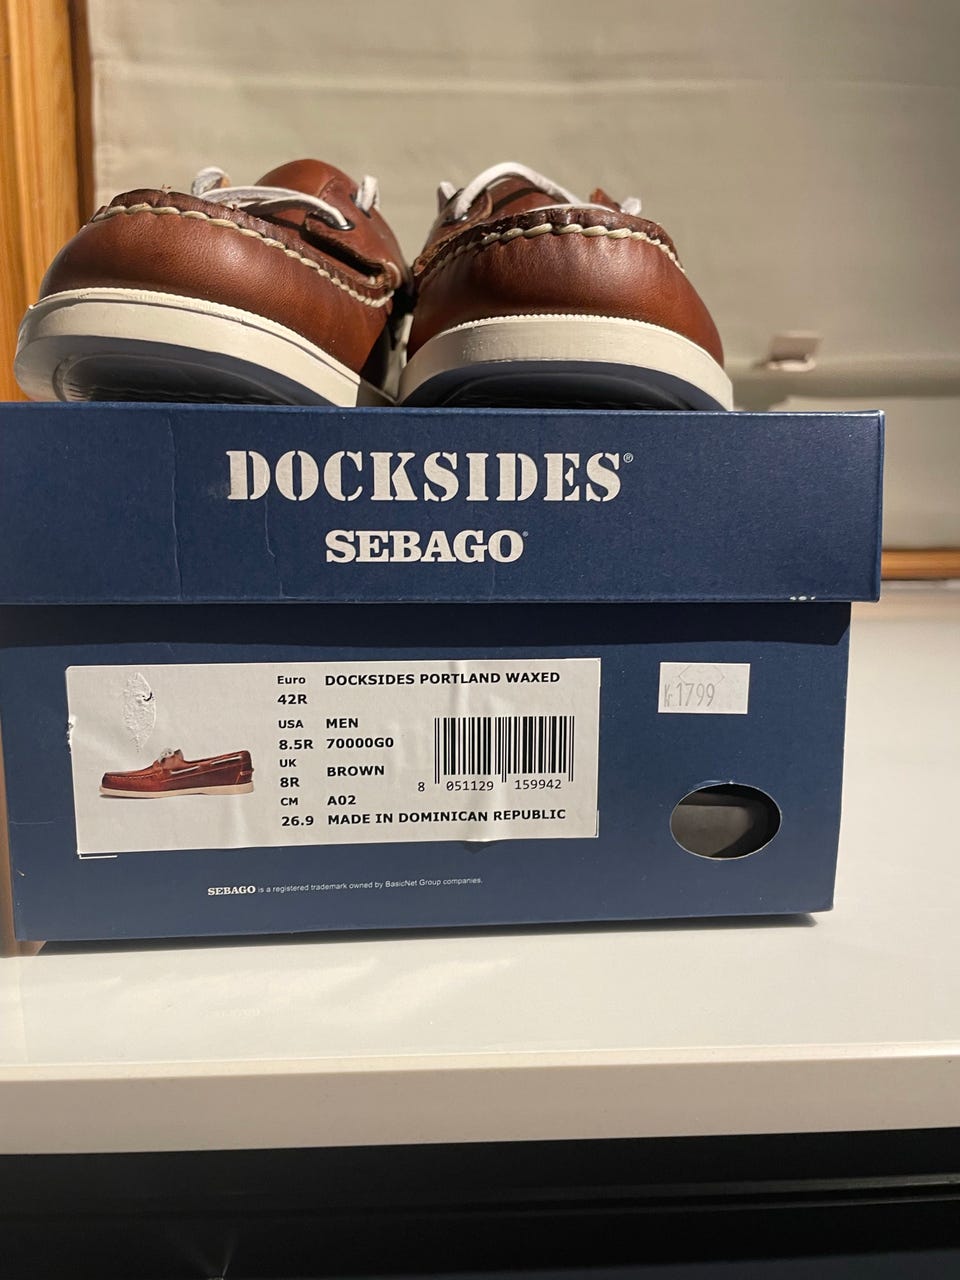 DOCKSIDES®
SEBAGO®
Euro
42R
USA
8.5R
UK
8R
CM
26.9
DOCKSIDES PORTLAND WAXED
MEN
70000G0
BROWN
A02
MADE IN DOMINICAN REPUBLIC
8 051129 159942
Kr 1799
SEBAGO is a registered trademark owned by BasicNet Group companies.